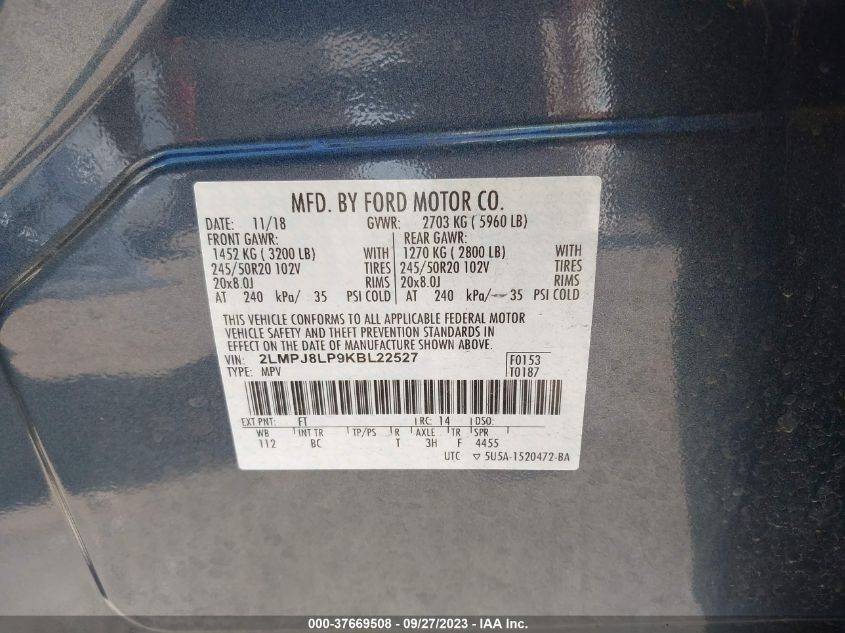 MFD. BY FORD MOTOR CO.
DATE: 11/18 GVWR: 2703 KG ( 5960 LB)
FRONT GAWR: REAR GAWR:
1452 KG ( 3200 LB) WITH 1270 KG ( 2800 LB) WITH
245/50R20 102V TIRES 245/50R20 102V TIRES
20x8.0J RIMS 20x8.0J RIMS
AT 240 kPa/ 35 PSI COLD AT 240 kPa/ 35 PSI COLD
THIS VEHICLE CONFORMS TO ALL APPLICABLE FEDERAL MOTOR
VEHICLE SAFETY AND THEFT PREVENTION STANDARDS IN
EFFECT ON THE DATE OF MANUFACTURE SHOWN ABOVE.
VIN: 2LMPJ8LP9KBL22527 F0153
TYPE: MPV T0187
EXT PNT: FT RC: 14 DSO:
WB INT TR TP/PS R AXLE TR SPR
112 BC T 3H F 4455
UTC ▽ 5U5A-1520472-BA
000-37669508 - 09/27/2023 - IAA Inc.